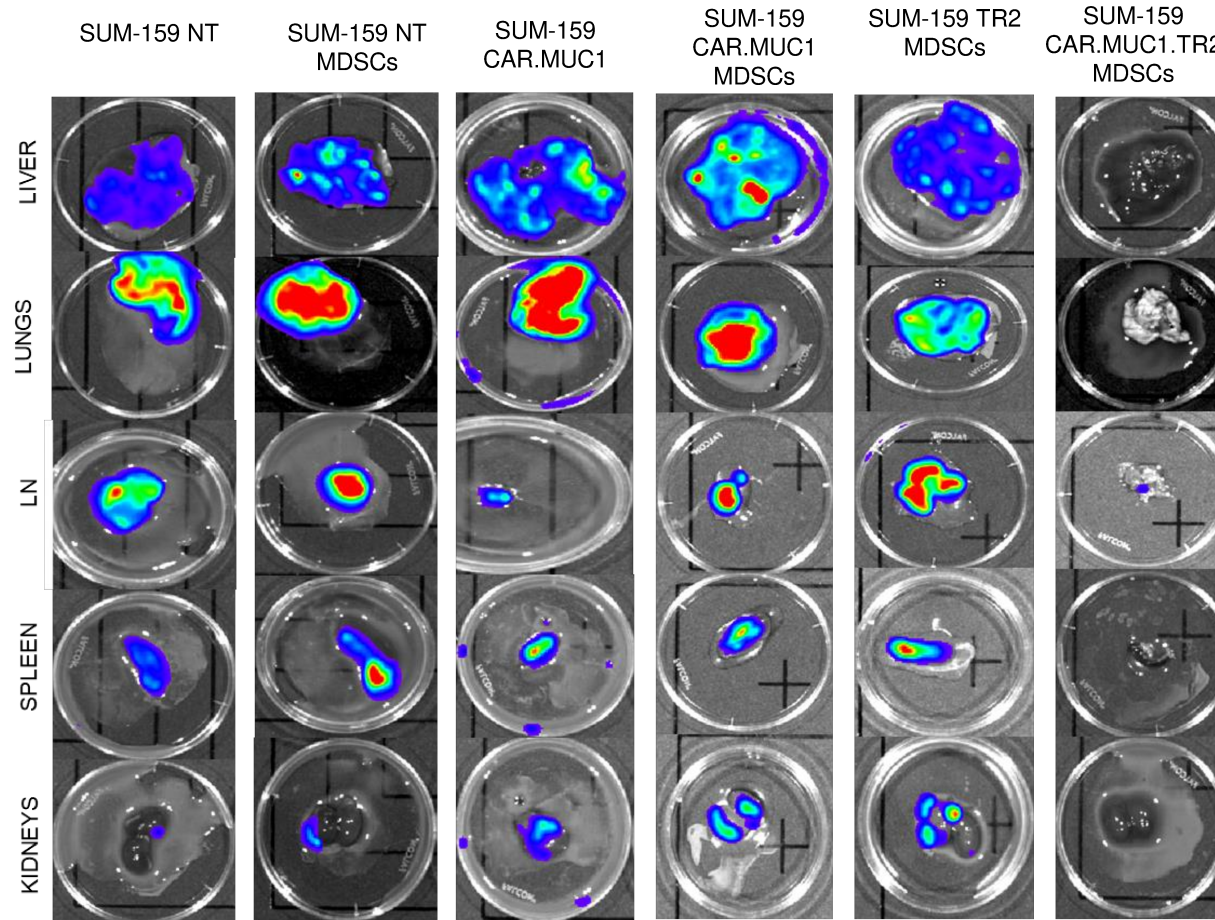 SUM-159 NT
SUM-159 NT
MDSCs
SUM-159
CAR.MUC1
SUM-159
CAR.MUC1
MDSCs
SUM-159 TR2
MDSCs
SUM-159
CAR.MUC1.TR2
MDSCs
LIVER
LUNGS
LN
SPLEEN
KIDNEYS
FALCON